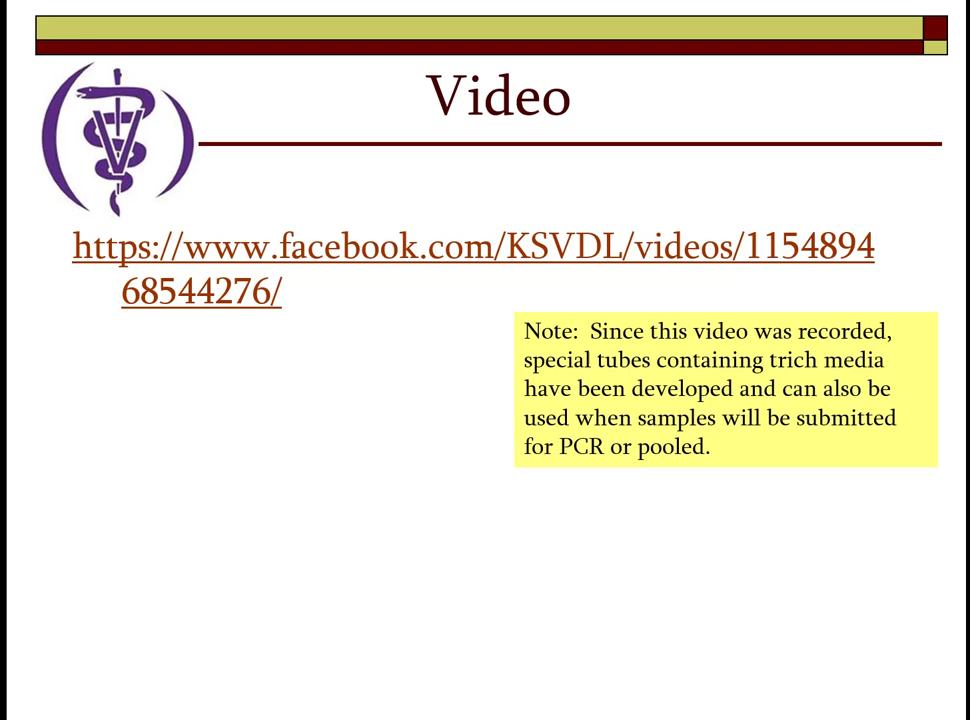 Video
https://www.facebook.com/KSVDL/videos/1154894
68544276/
Note:  Since this video was recorded,
special tubes containing trich media
have been developed and can also be
used when samples will be submitted
for PCR or pooled.